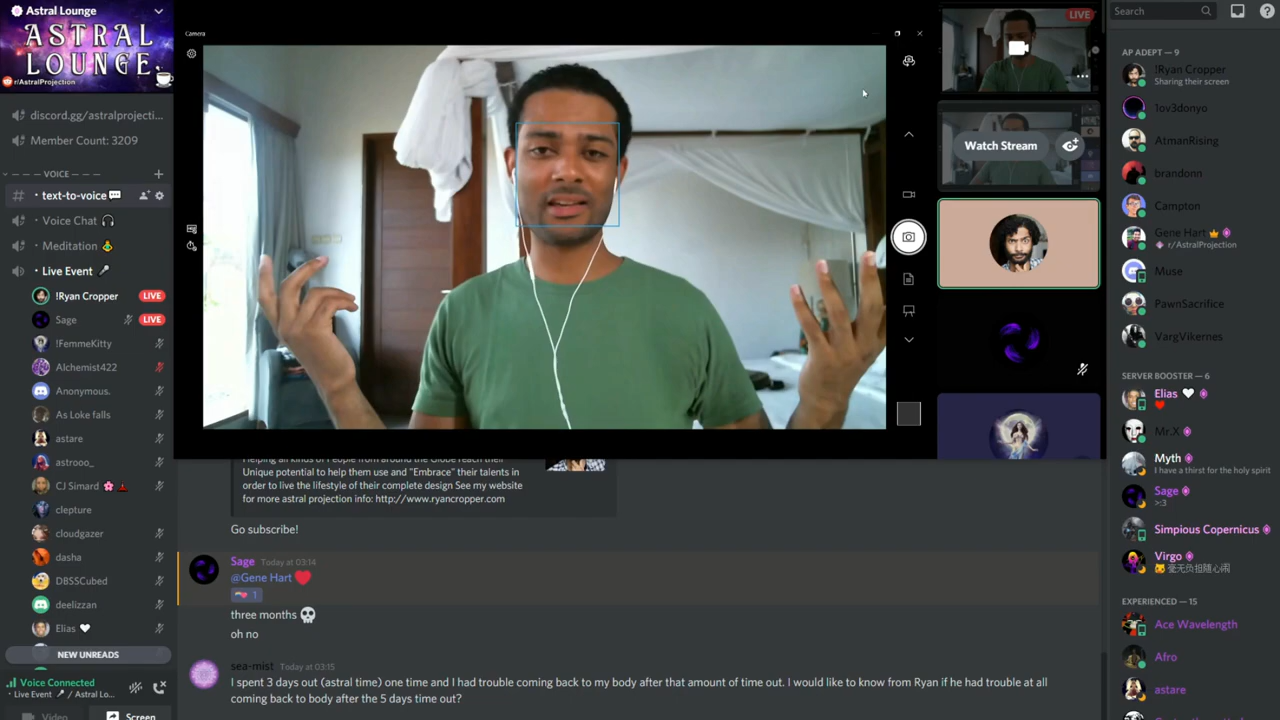 Astral Lounge
ASTRAL
LOUNGE
r/AstralProjection
discord.gg/astralprojecti...
Member Count: 3209
VOICE
text-to-voice
Voice Chat
Meditation
Live Event
!Ryan Cropper LIVE
Sage LIVE
!FemmeKitty
Alchemist422
Anonymous.
As Loke falls
astare
astrooo_
CJ Simard
clepture
cloudgazer
dasha
DBSSCubed
deelizzan
Elias
NEW UNREADS
Voice Connected
Live Event / Astral Lo...
Video Screen
Camera
LIVE
Watch Stream
Helping all kinds of People from around the Globe reach their
Unique potential to help them use and "Embrace" their talents in
order to live the lifestyle of their complete design See my website
for more astral projection info: http://www.ryancropper.com
Go subscribe!
Sage Today at 03:14
@Gene Hart
1
three months
oh no
sea-mist Today at 03:15
I spent 3 days out (astral time) one time and I had trouble coming back to my body after that amount of time out. I would like to know from Ryan if he had trouble at all
coming back to body after the 5 days time out?
Search
AP ADEPT – 9
!Ryan Cropper
Sharing their screen
1ov3donyo
AtmanRising
brandonn
Campton
Gene Hart
r/AstralProjection
Muse
PawnSacrifice
VargVikernes
SERVER BOOSTER – 6
Elias
Mr.X
Myth
I have a thirst for the holy spirit
Sage
>:3
Simpious Copernicus
Virgo
毫无负担随心闹
EXPERIENCED – 15
Ace Wavelength
Afro
astare